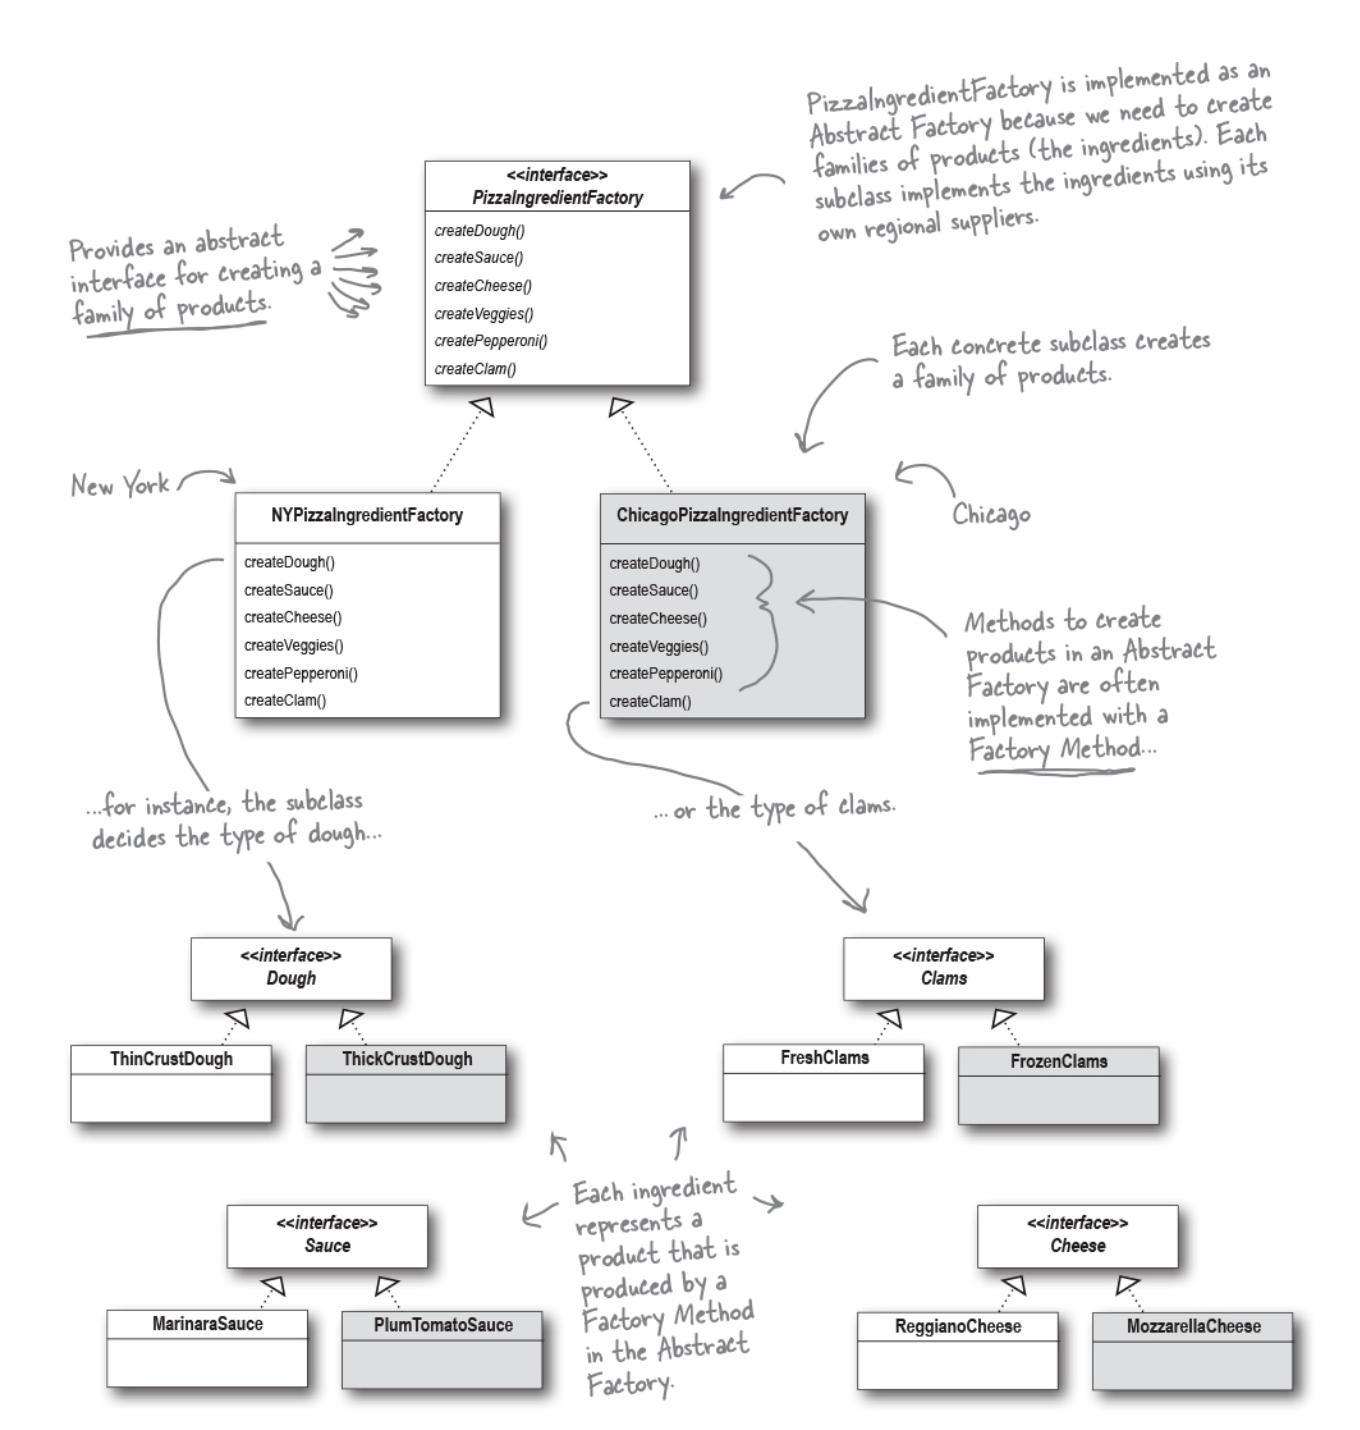 PizzaIngredientFactory is implemented as an
Abstract Factory because we need to create
families of products (the ingredients). Each
subclass implements the ingredients using its
own regional suppliers.
<<interface>>
PizzaIngredientFactory
createDough()
createSauce()
createCheese()
createVeggies()
createPepperoni()
createClam()
Provides an abstract
interface for creating a
family of products.
Each concrete subclass creates
a family of products.
New York
NYPizzaIngredientFactory
createDough()
createSauce()
createCheese()
createVeggies()
createPepperoni()
createClam()
ChicagoPizzaIngredientFactory
createDough()
createSauce()
createCheese()
createVeggies()
createPepperoni()
createClam()
Chicago
Methods to create
products in an Abstract
Factory are often
implemented with a
Factory Method...
...for instance, the subclass
decides the type of dough...
... or the type of clams.
<<interface>>
Dough
ThinCrustDough
ThickCrustDough
<<interface>>
Clams
FreshClams
FrozenClams
Each ingredient
represents a
product that is
produced by a
Factory Method
in the Abstract
Factory.
<<interface>>
Sauce
MarinaraSauce
PlumTomatoSauce
<<interface>>
Cheese
ReggianoCheese
MozzarellaCheese